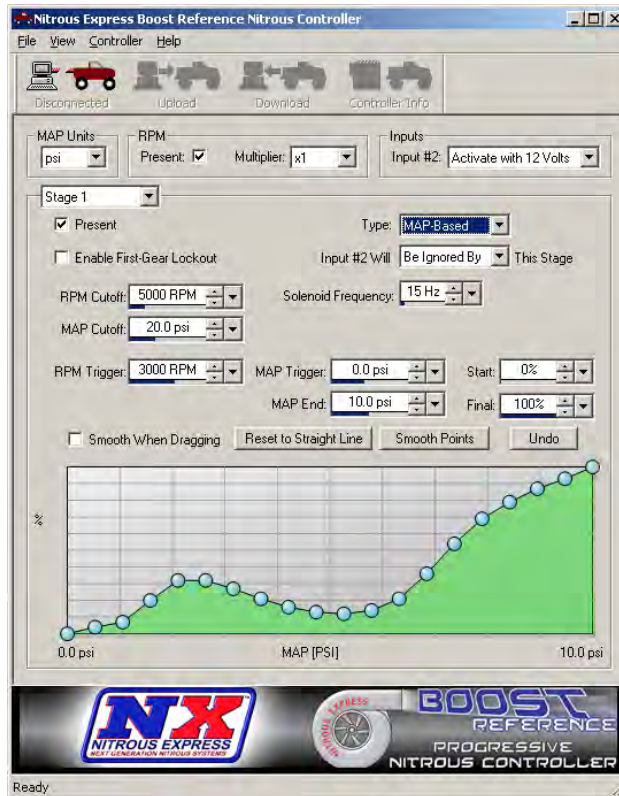 Nitrous Express Boost Reference Nitrous Controller
File View Controller Help
Disconnected Upload Download Controller Info
MAP Units RPM Inputs
psi Present: Multiplier: x1 Input #2: Activate with 12 Volts
Stage 1
Present Type: MAP-Based
Enable First-Gear Lockout Input #2 Will Be Ignored By This Stage
RPM Cutoff: 5000 RPM Solenoid Frequency: 15 Hz
MAP Cutoff: 20.0 psi
RPM Trigger: 3000 RPM MAP Trigger: 0.0 psi Start: 0%
MAP End: 10.0 psi Final: 100%
Smooth When Dragging Reset to Straight Line Smooth Points Undo
%
0.0 psi MAP [PSI] 10.0 psi
NX
NITROUS EXPRESS
NEXT GENERATION NITROUS SYSTEMS
NITROUS EXPRESS
BOOST
REFERENCE
PROGRESSIVE
NITROUS CONTROLLER
Ready